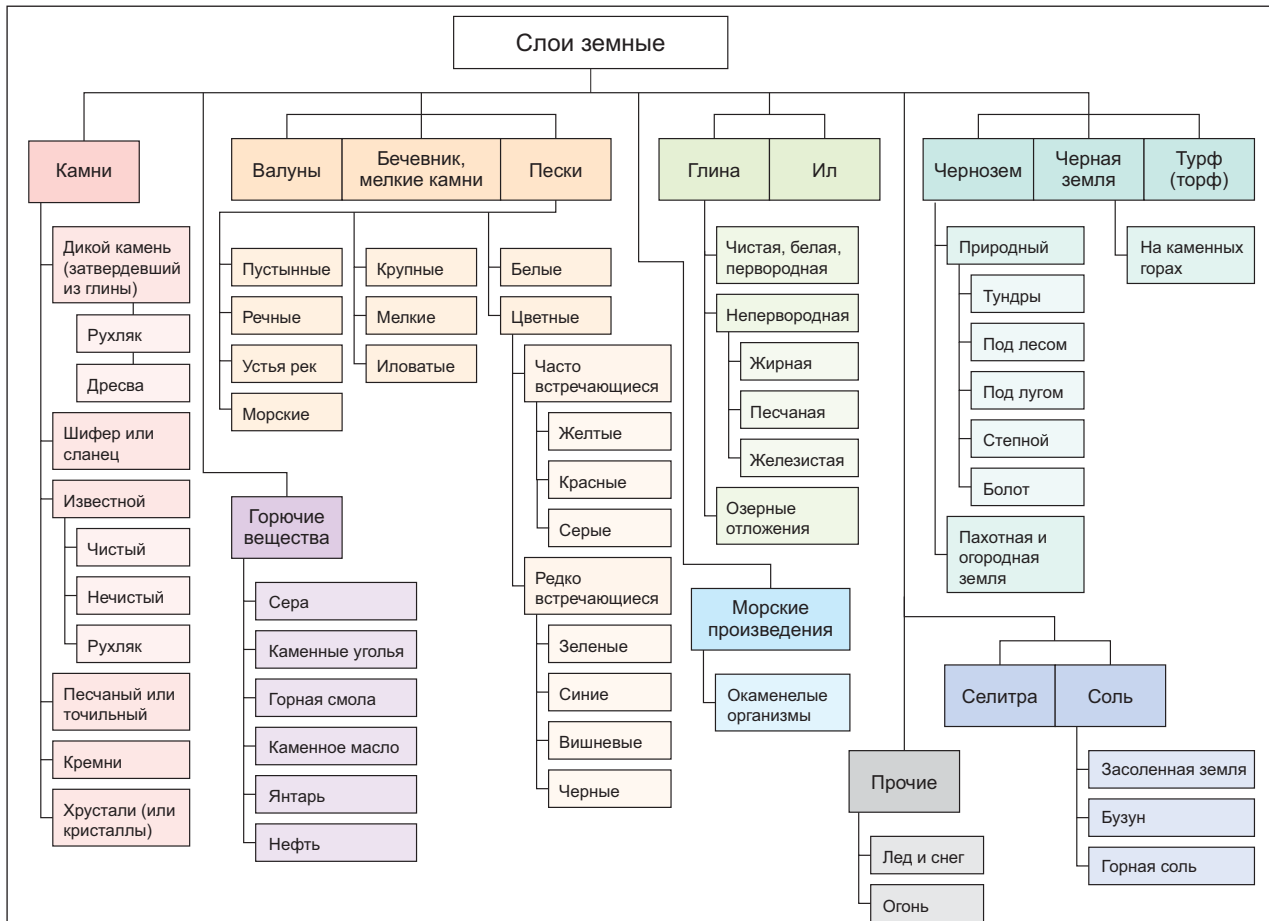 Слои земные
Камни
Дикой камень
(затвердевший
из глины)
Рухляк
Дресва
Шифер или
сланец
Известной
Чистый
Нечистый
Рухляк
Песчаный или
точильный
Кремни
Хрустали (или
кристаллы)
Горючие
вещества
Сера
Каменные уголья
Горная смола
Каменное масло
Янтарь
Нефть
Валуны
Бечевник,
мелкие камни
Пески
Пустынные
Речные
Устья рек
Морские
Крупные
Мелкие
Иловатые
Белые
Цветные
Часто
встречающиеся
Желтые
Красные
Серые
Редко
встречающиеся
Зеленые
Синие
Вишневые
Черные
Глина
Ил
Чистая, белая,
первородная
Непервородная
Жирная
Песчаная
Железистая
Озерные
отложения
Морские
произведения
Окаменелые
организмы
Чернозем
Черная
земля
Турф
(торф)
Природный
Тундры
Под лесом
Под лугом
Степной
Болот
Пахотная и
огородная
земля
На каменных
горах
Селитра
Соль
Засоленная земля
Бузун
Горная соль
Прочие
Лед и снег
Огонь